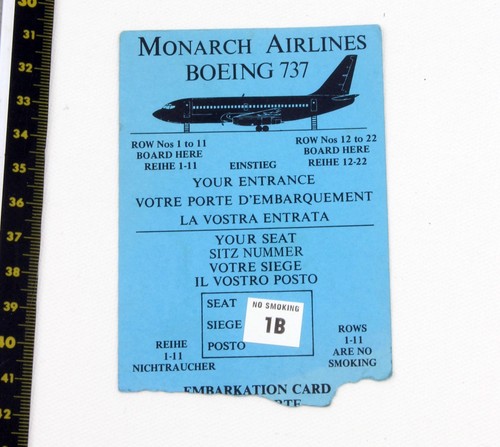 MONARCH AIRLINES
BOEING 737
ROW Nos 1 to 11
BOARD HERE
REIHE 1-11
EINSTIEG
ROW Nos 12 to 22
BOARD HERE
REIHE 12-22
YOUR ENTRANCE
VOTRE PORTE D'EMBARQUEMENT
LA VOSTRA ENTRATA
YOUR SEAT
SITZ NUMMER
VOTRE SIEGE
IL VOSTRO POSTO
SEAT
SIEGE
POSTO
NO SMOKING
1B
REIHE
1-11
NICHTRAUCHER
ROWS
1-11
ARE NO
SMOKING
EMBARKATION CARD
30
31
32
33
34
35
36
37
38
39
40
41
42